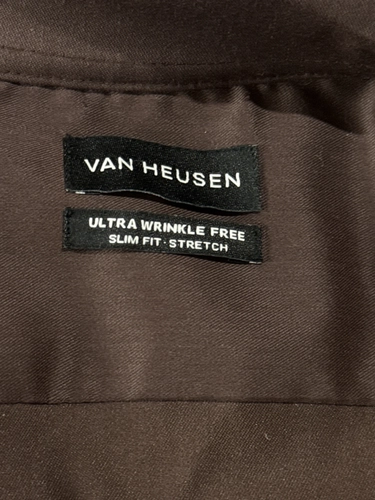 VAN HEUSEN
ULTRA WRINKLE FREE
SLIM FIT · STRETCH